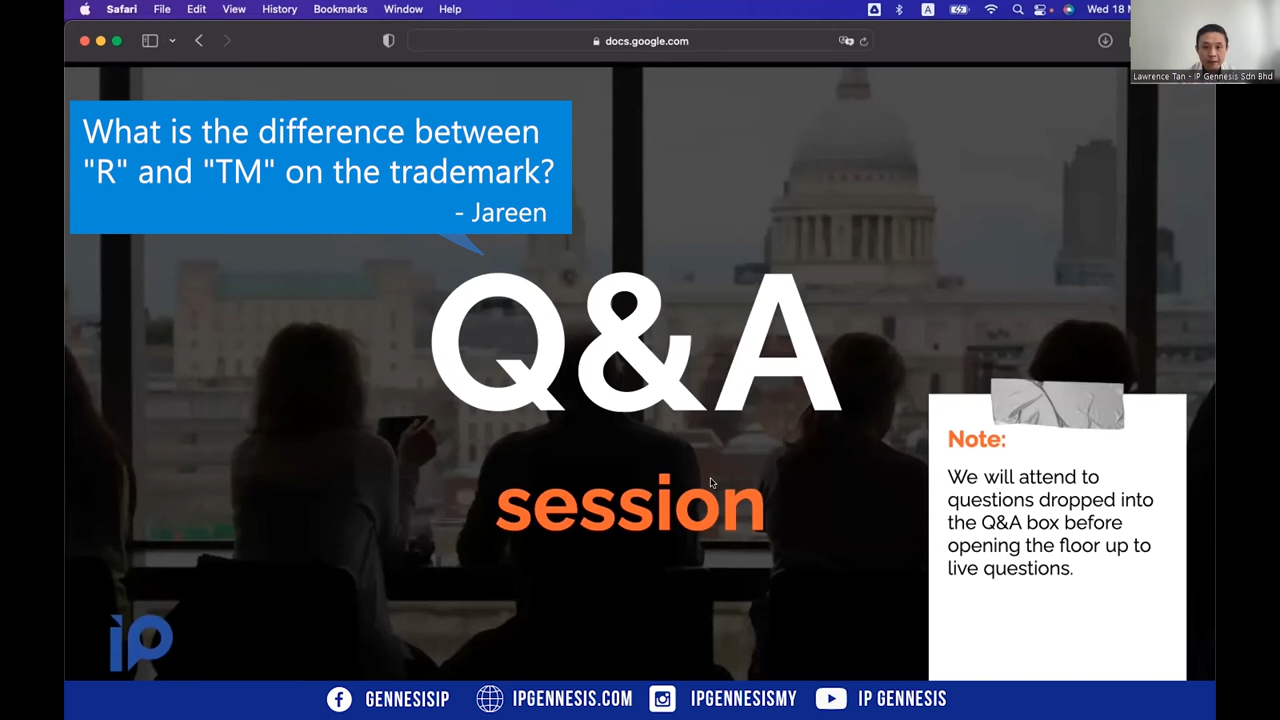 Safari File Edit View History Bookmarks Window Help
A
Wed 18
docs.google.com
Lawrence Tan - IP Gennesis Sdn Bhd
What is the difference between
"R" and "TM" on the trademark?
- Jareen
Q&A
session
Note:
We will attend to
questions dropped into
the Q&A box before
opening the floor up to
live questions.
ip
GENNESISIP IPGENNESIS.COM IPGENNESISMY IP GENNESIS